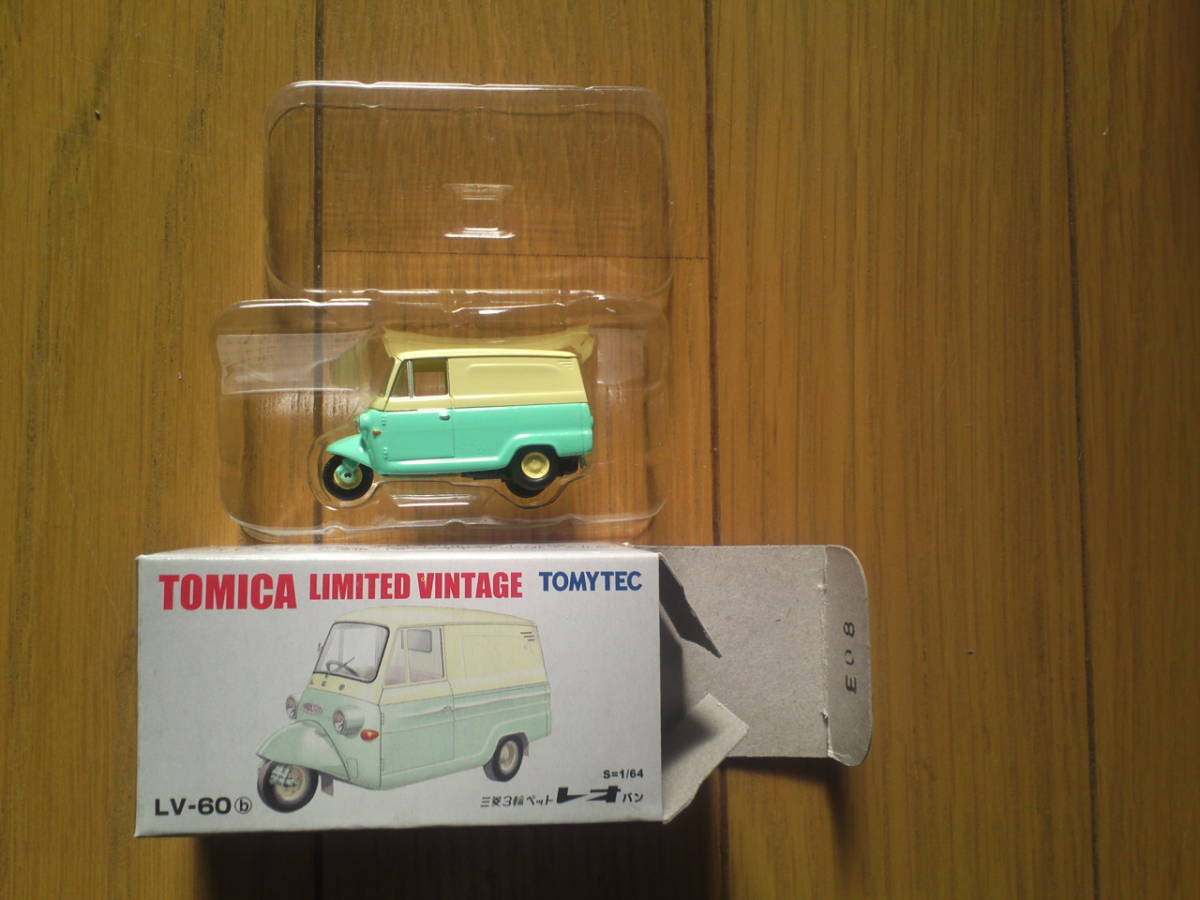 TOMICA LIMITED VINTAGE TOMYTEC
S=1/64
LV-60ⓑ
三菱3輪ペット レオ バン
803